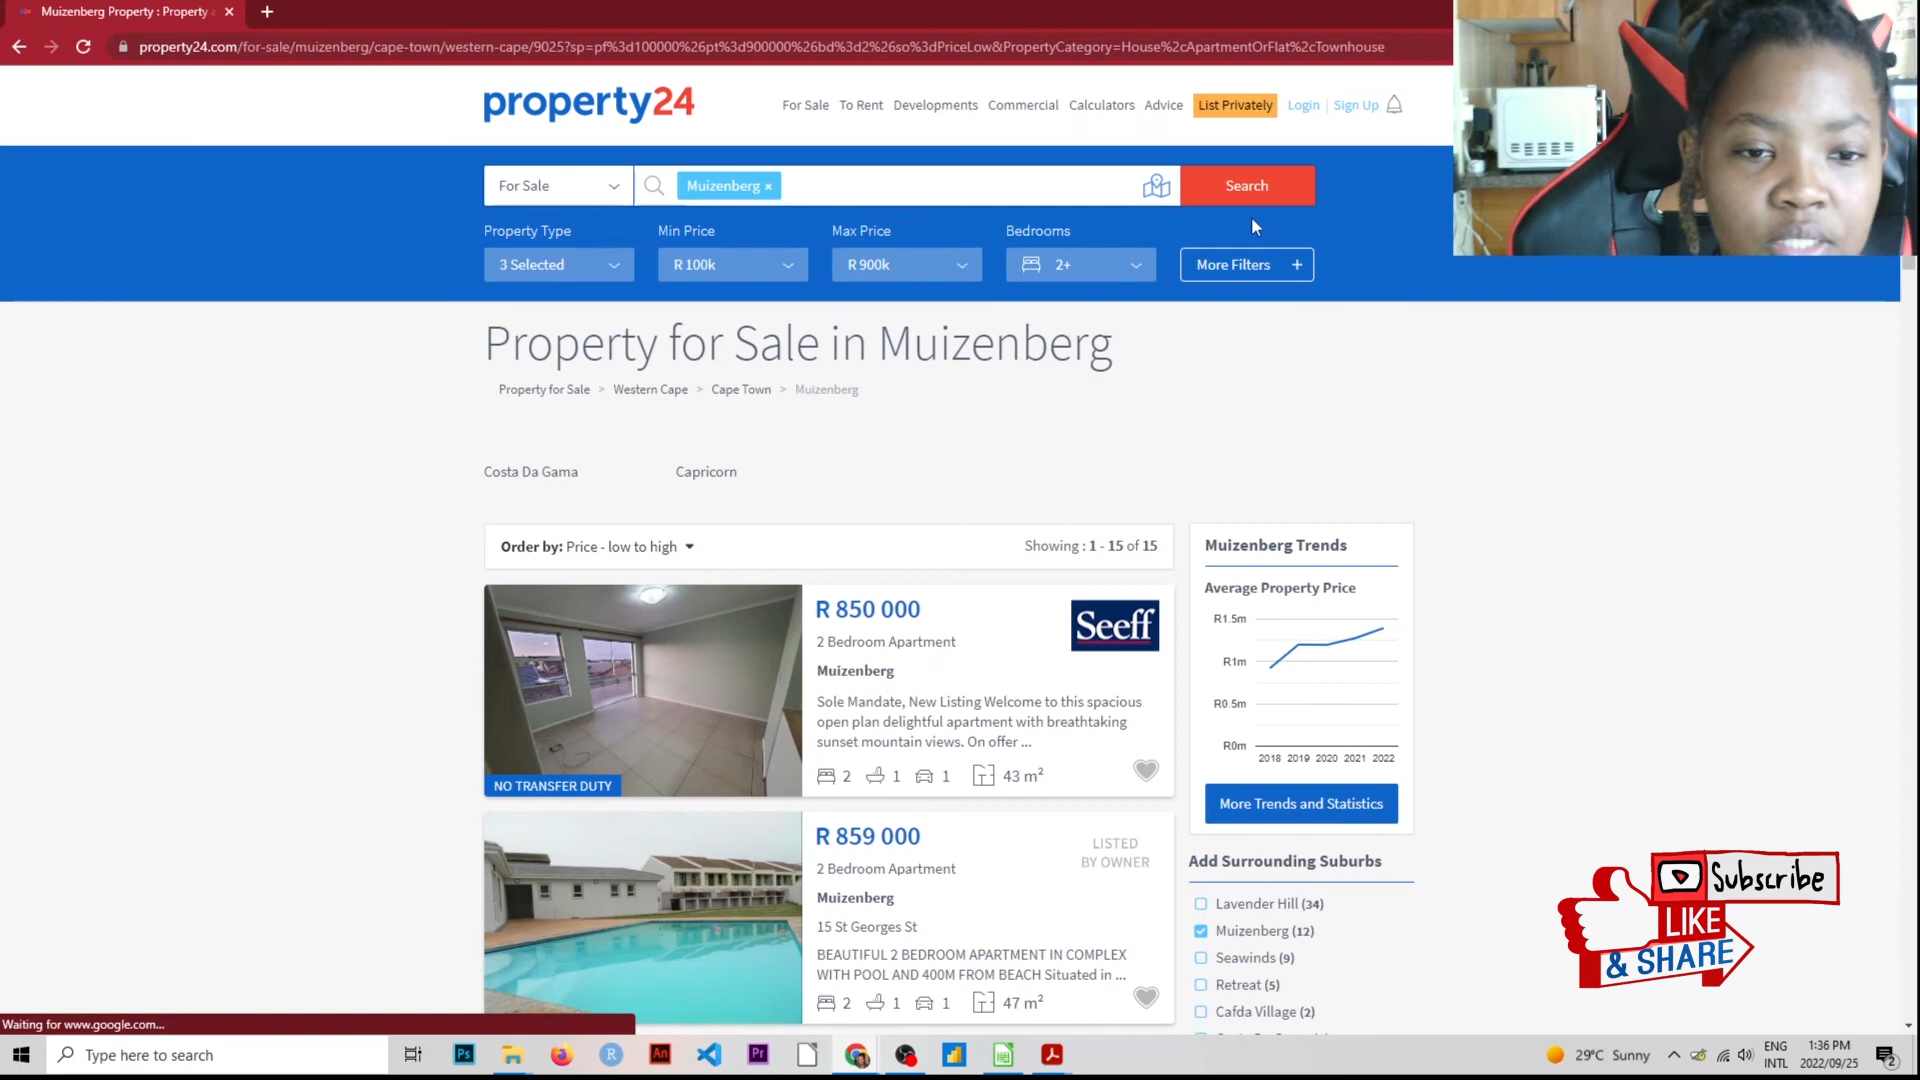 Muizenberg Property : Property
property24.com/for-sale/muizenberg/cape-town/western-cape/9025?sp=pf%3d100000%26pt%3d900000%26bd%3d2%26so%3dPriceLow&PropertyCategory=House%2cApartmentOrFlat%2cTownhouse
property24
For Sale To Rent Developments Commercial Calculators Advice List Privately Login | Sign Up
For Sale Muizenberg × Search
Property Type Min Price Max Price Bedrooms
3 Selected R 100k R 900k 2+ More Filters +
Property for Sale in Muizenberg
Property for Sale > Western Cape > Cape Town > Muizenberg
Costa Da Gama Capricorn
Order by: Price - low to high Showing : 1 - 15 of 15
R 850 000
Seeff
2 Bedroom Apartment
Muizenberg
Sole Mandate, New Listing Welcome to this spacious
open plan delightful apartment with breathtaking
sunset mountain views. On offer ...
2 1 1 43 m²
NO TRANSFER DUTY
R 859 000
LISTED
BY OWNER
2 Bedroom Apartment
Muizenberg
15 St Georges St
BEAUTIFUL 2 BEDROOM APARTMENT IN COMPLEX
WITH POOL AND 400M FROM BEACH Situated in ...
2 1 1 47 m²
Muizenberg Trends
Average Property Price
R1.5m
R1m
R0.5m
R0m
2018 2019 2020 2021 2022
More Trends and Statistics
Add Surrounding Suburbs
Lavender Hill (34)
Muizenberg (12)
Seawinds (9)
Retreat (5)
Cafda Village (2)
Subscribe
LIKE
& SHARE
Waiting for www.google.com...
Type here to search
Ps
R
An
Pr
29°C Sunny
ENG
INTL
1:36 PM
2022/09/25
2